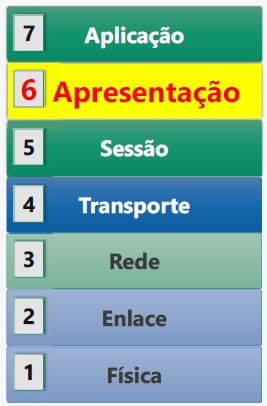 7 Aplicação
6 Apresentação
5 Sessão
4 Transporte
3 Rede
2 Enlace
1 Física